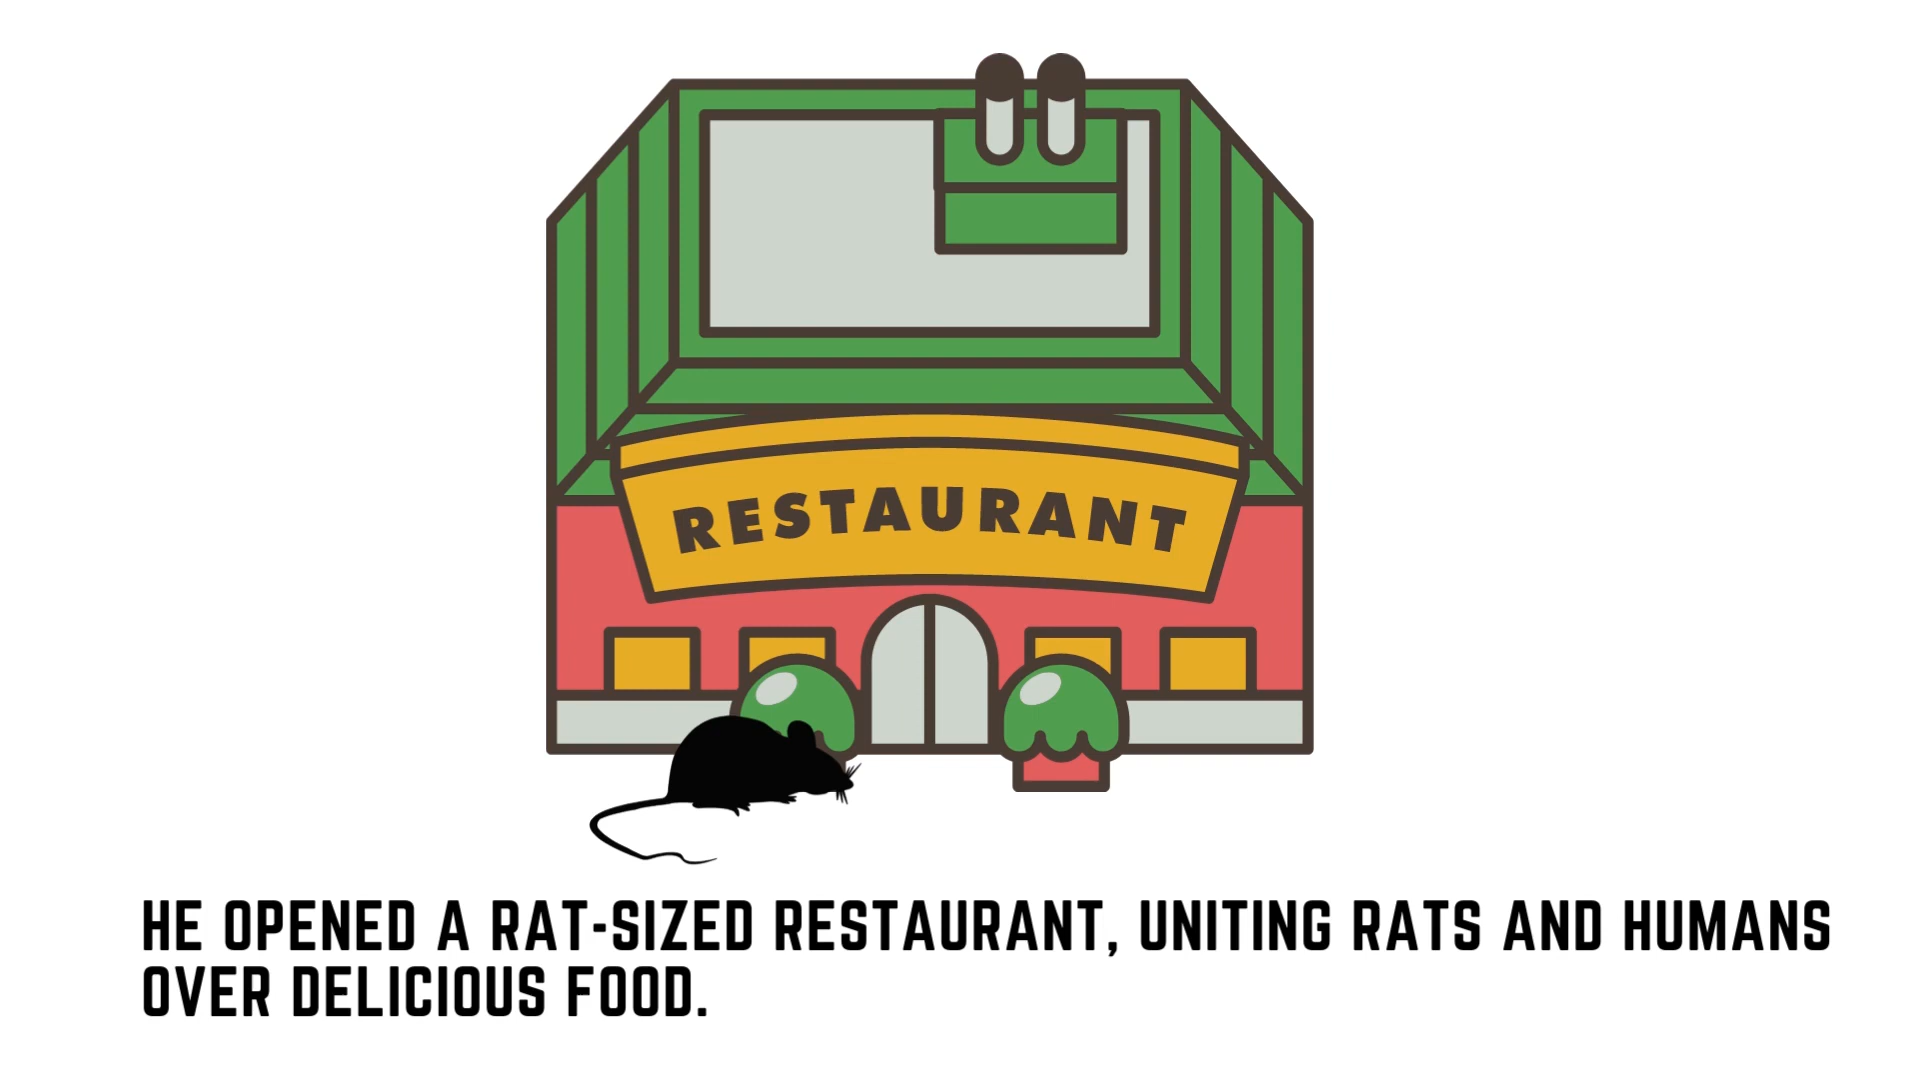 RESTAURANT
HE OPENED A RAT-SIZED RESTAURANT, UNITING RATS AND HUMANS
OVER DELICIOUS FOOD.